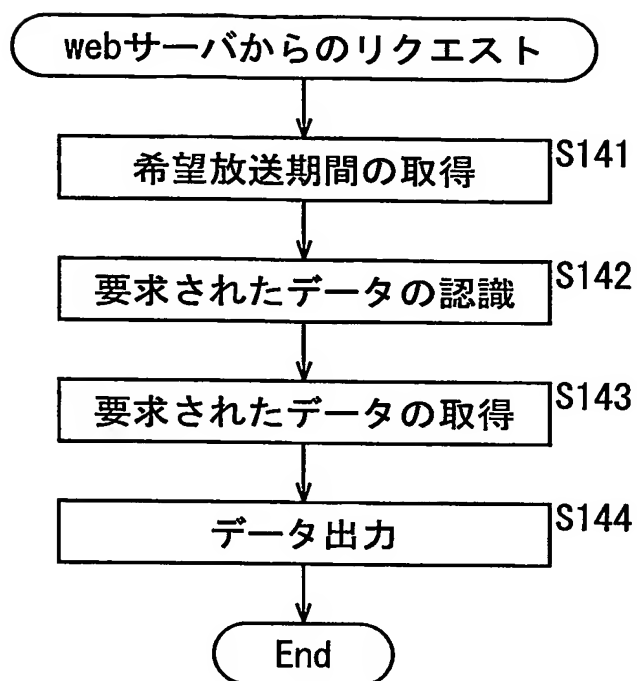 webサーバからのリクエスト
希望放送期間の取得
S141
要求されたデータの認識
S142
要求されたデータの取得
S143
データ出力
S144
End